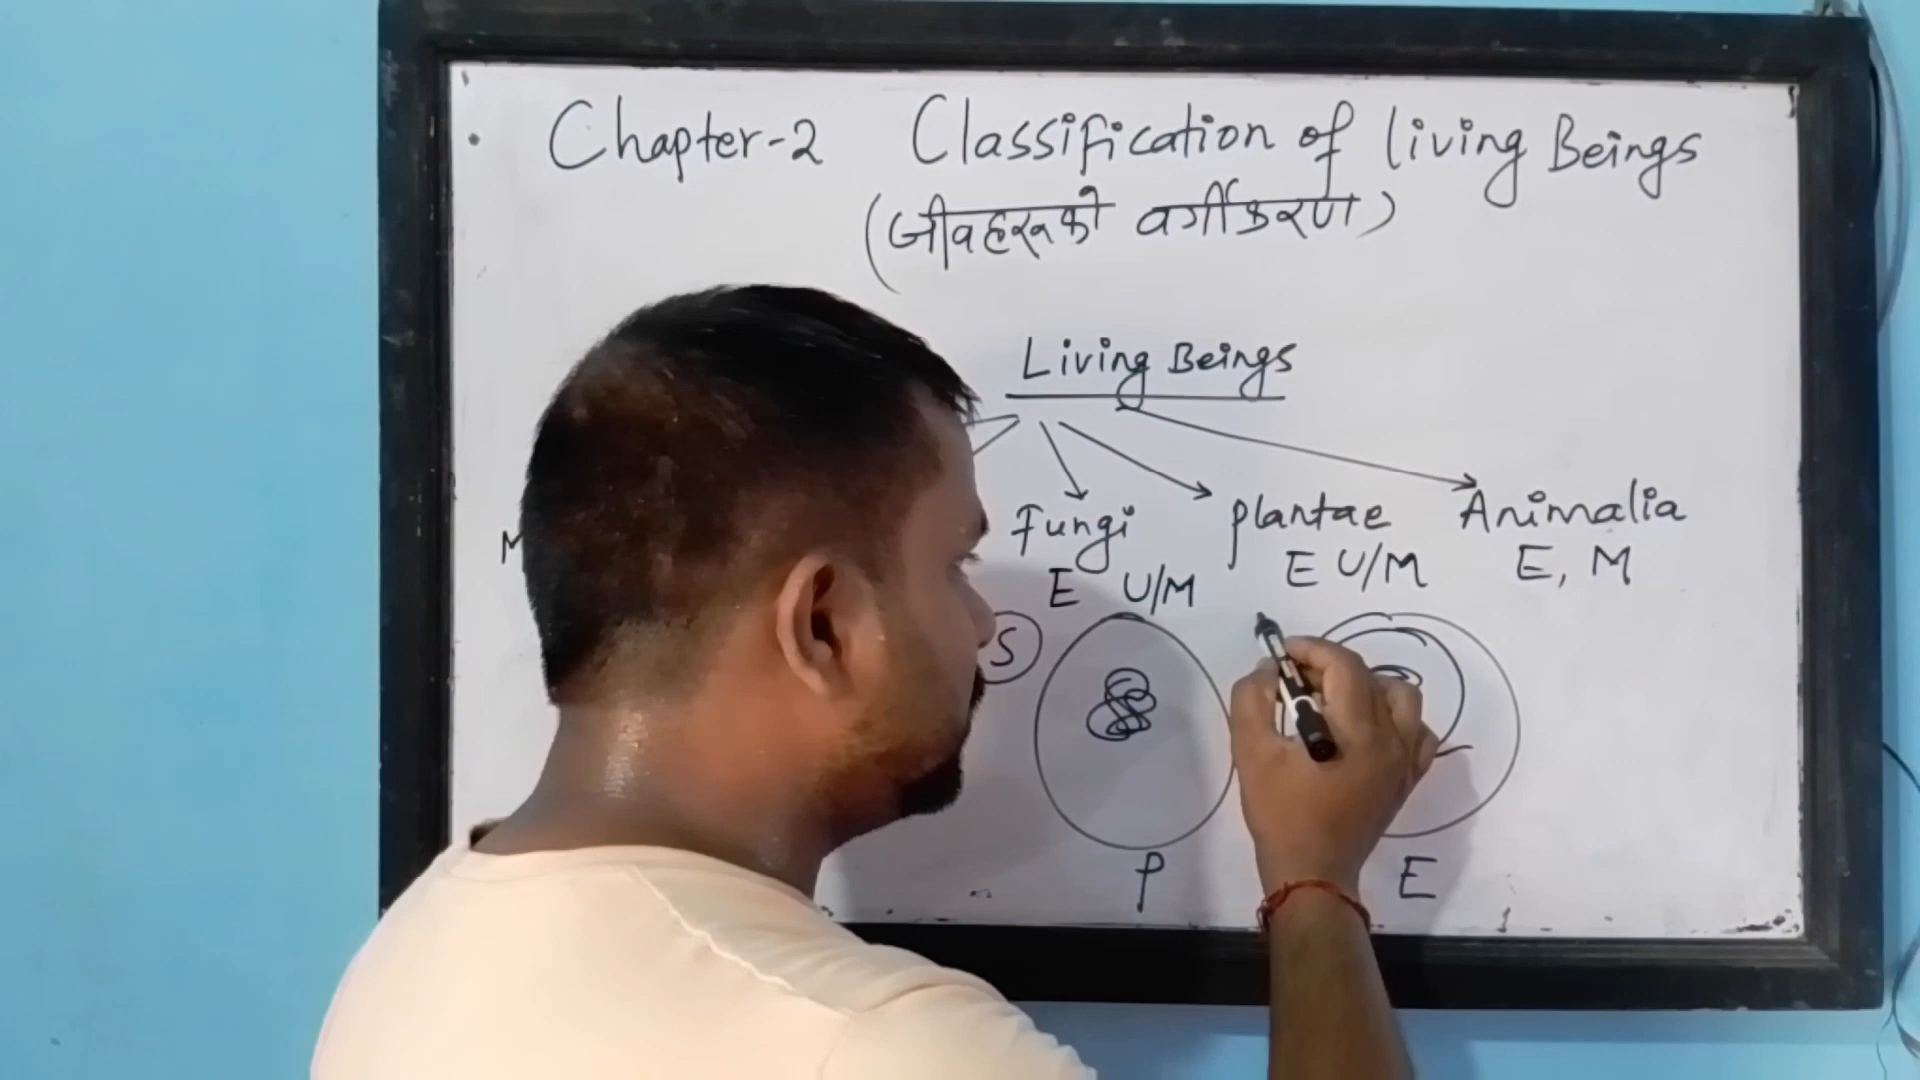 Chapter-2 Classification of Living Beings
(जीवहरूको वर्गीकरण)
Living Beings
M
Fungi plantae Animalia
E U/M E U/M E, M
S
P E